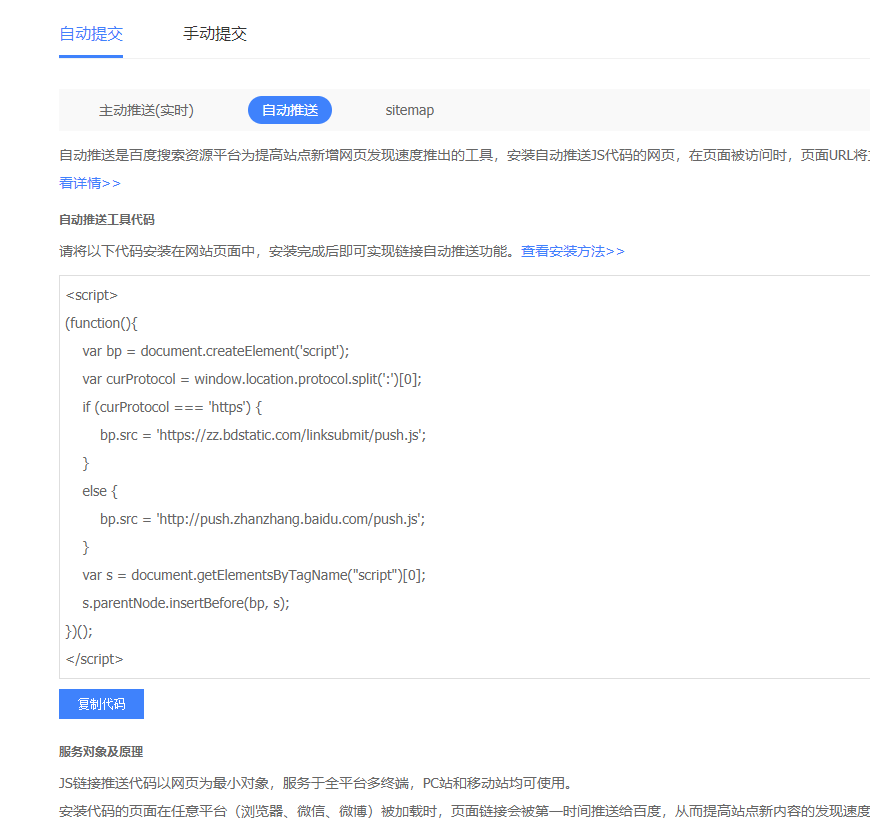 自动提交 手动提交
主动推送(实时) 自动推送 sitemap
自动推送是百度搜索资源平台为提高站点新增网页发现速度推出的工具，安装自动推送JS代码的网页，在页面被访问时，页面URL将
看详情>>
自动推送工具代码
请将以下代码安装在网站页面中，安装完成后即可实现链接自动推送功能。查看安装方法>>
<script>
(function(){
var bp = document.createElement('script');
var curProtocol = window.location.protocol.split(':')[0];
if (curProtocol === 'https') {
bp.src = 'https://zz.bdstatic.com/linksubmit/push.js';
}
else {
bp.src = 'http://push.zhanzhang.baidu.com/push.js';
}
var s = document.getElementsByTagName("script")[0];
s.parentNode.insertBefore(bp, s);
})();
</script>
复制代码
服务对象及原理
JS链接推送代码以网页为最小对象，服务于全平台多终端，PC站和移动站均可使用。
安装代码的页面在任意平台（浏览器、微信、微博）被加载时，页面链接会被第一时间推送给百度，从而提高站点新内容的发现速度